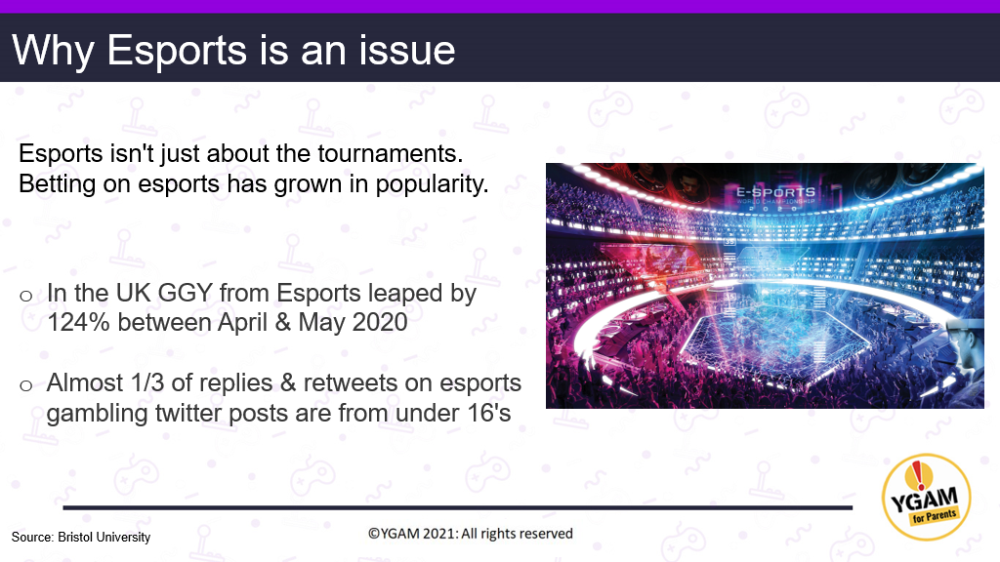 Why Esports is an issue
Esports isn't just about the tournaments.
Betting on esports has grown in popularity.
o In the UK GGY from Esports leaped by
124% between April & May 2020
o Almost 1/3 of replies & retweets on esports
gambling twitter posts are from under 16's
E-SPORTS
WORLD CHAMPIONSHIP
2020
YGAM
for Parents
Source: Bristol University
©YGAM 2021: All rights reserved